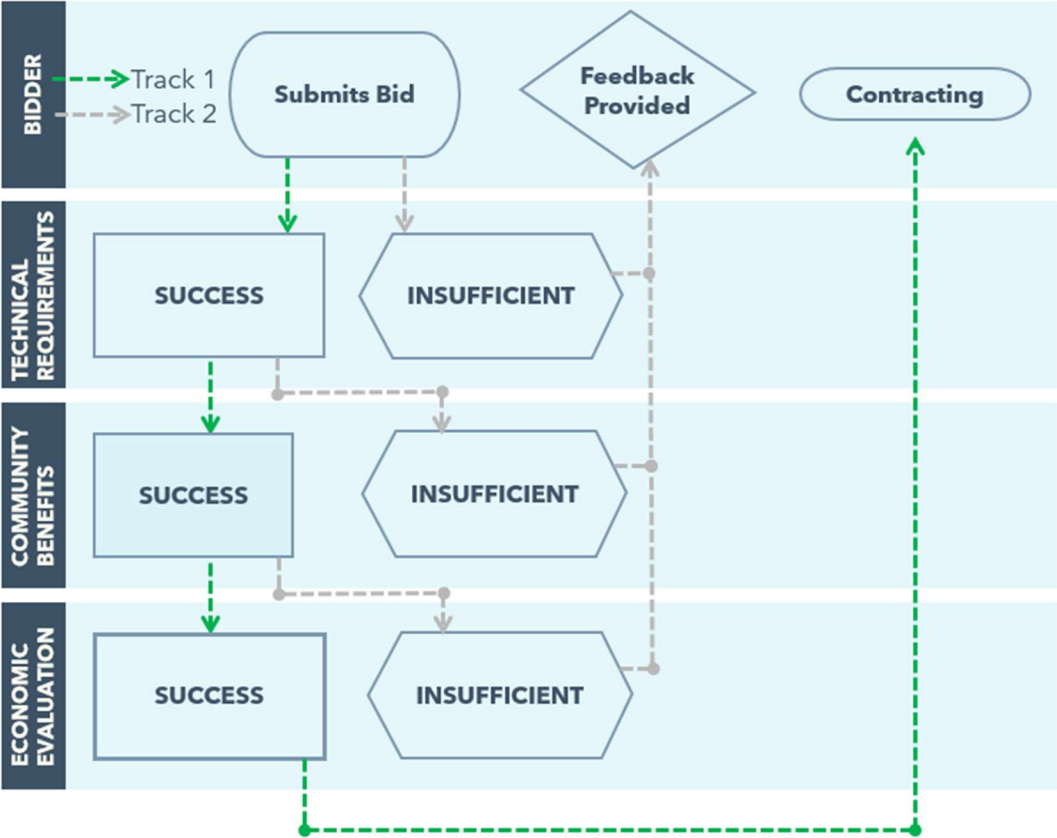 BIDDER
Track 1
Track 2
Submits Bid
Feedback
Provided
Contracting
TECHNICAL
REQUIREMENTS
SUCCESS
INSUFFICIENT
COMMUNITY
BENEFITS
SUCCESS
INSUFFICIENT
ECONOMIC
EVALUATION
SUCCESS
INSUFFICIENT